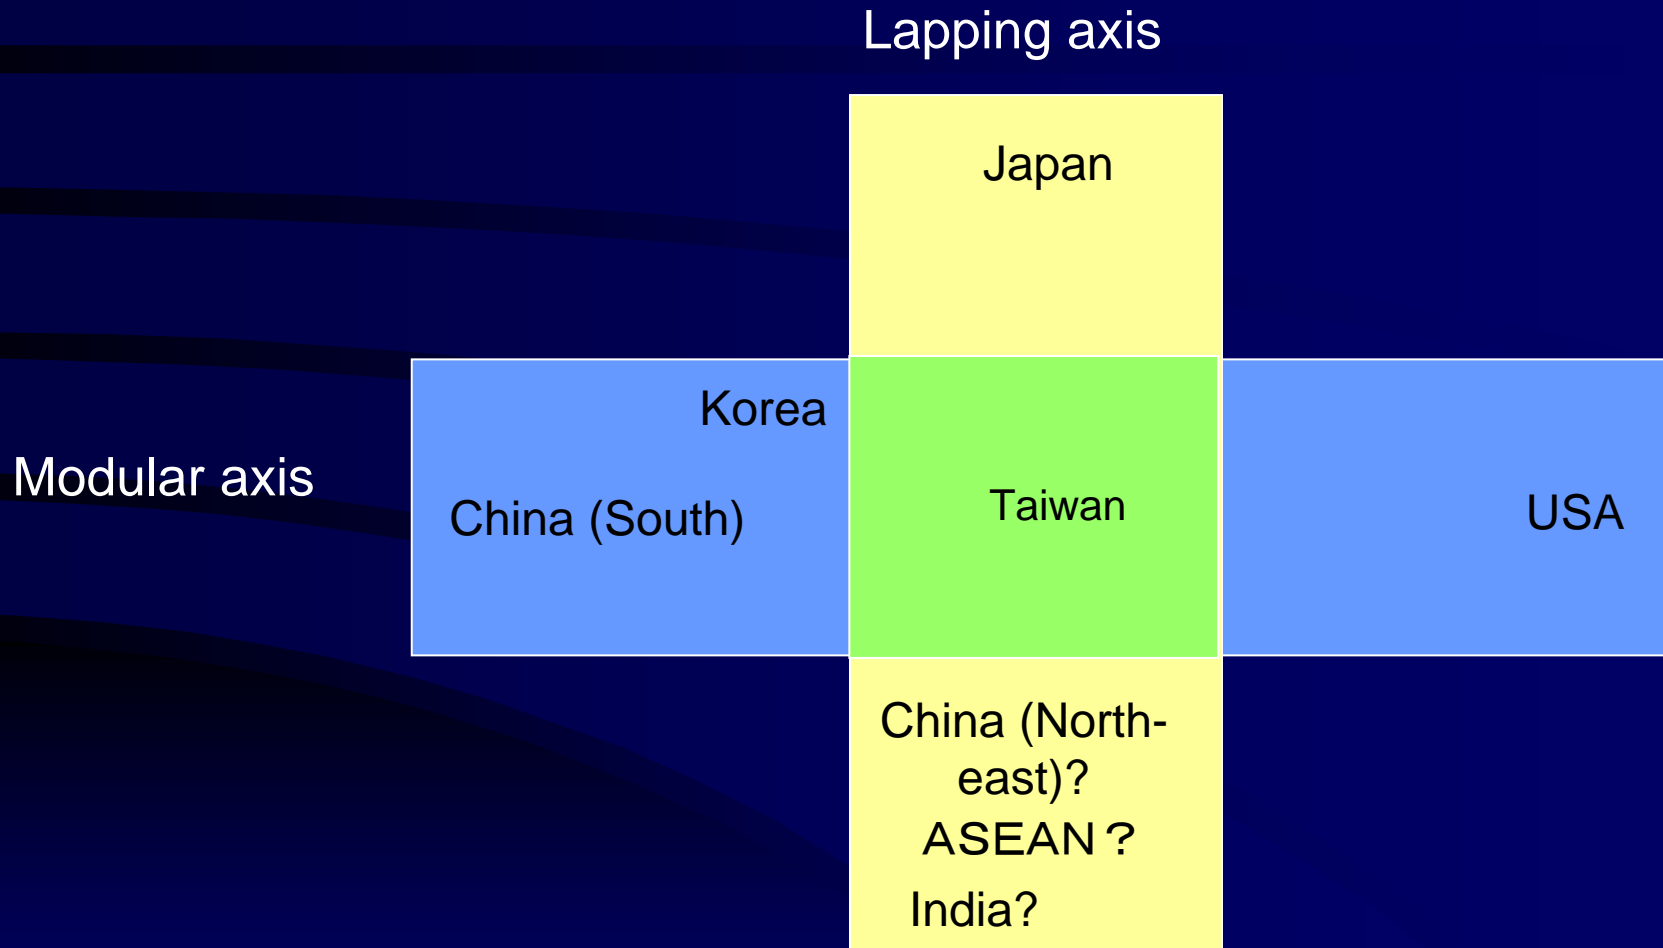 Lapping axis
Japan
Korea
Modular axis
China (South)
Taiwan
USA
China (North-
east)?
ＡＳＥＡＮ？
India?